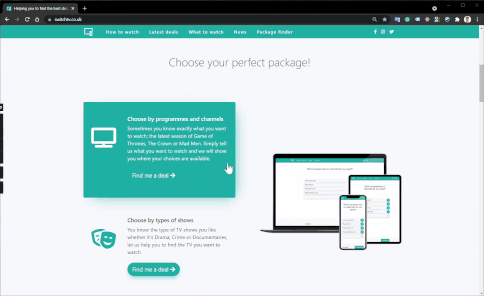 Helping you to find the best de
watchtv.co.uk
How to watch Latest deals What to watch News Package finder
Choose your perfect package!
Choose by programmes and channels
Sometimes you know exactly what you want
to watch; the latest season of Game of
Thrones, The Crown or Mad Men. Simply tell
us what you want to watch and we will show
you where your choices are available.
Find me a deal
Choose by types of shows
You know the type of TV shows you like
whether it's Drama, Crime or Documentaries,
let us help you to find the TV you want to
watch.
Find me a deal